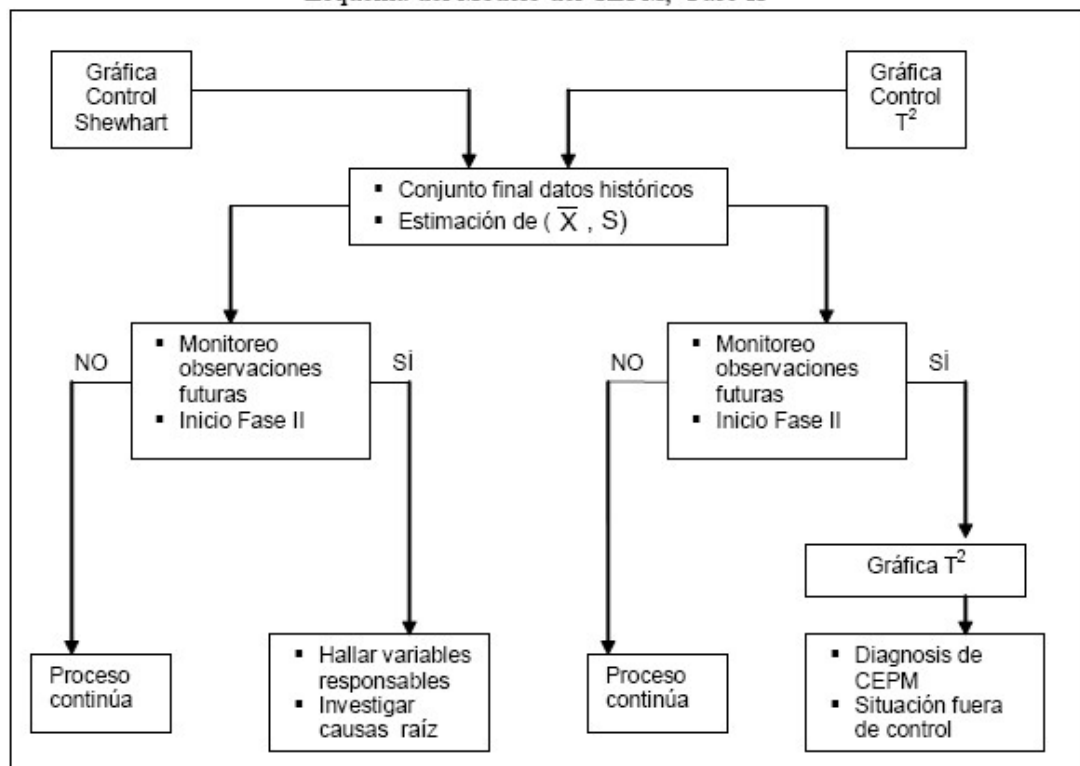 Gráfica
Control
Shewhart
Gráfica
Control
T²
▪ Conjunto final datos históricos
▪ Estimación de ( X̅ , S)
NO
▪ Monitoreo
observaciones
futuras
▪ Inicio Fase II
SÍ
NO
▪ Monitoreo
observaciones
futuras
▪ Inicio Fase II
SÍ
Gráfica T²
Proceso
continúa
▪ Hallar variables
responsables
▪ Investigar
causas raíz
Proceso
continúa
▪ Diagnosis de
CEPM
▪ Situación fuera
de control